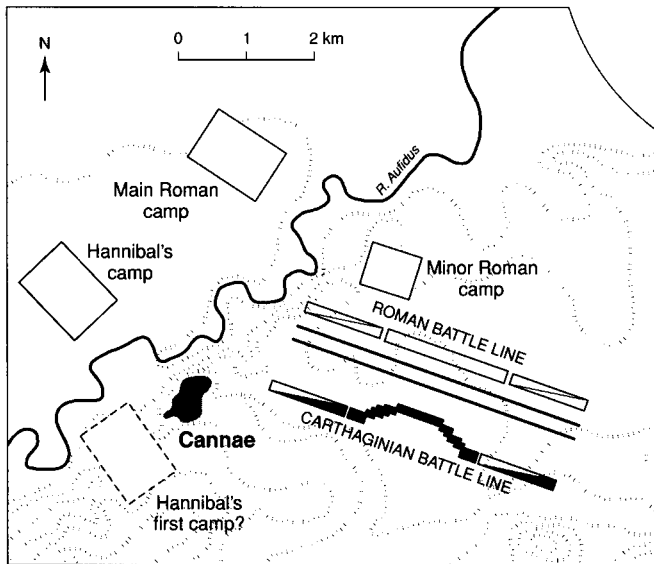 N
0 1 2 km
R. Aufidus
Main Roman
camp
Hannibal's
camp
Minor Roman
camp
ROMAN BATTLE LINE
CARTHAGINIAN BATTLE LINE
Cannae
Hannibal's
first camp?